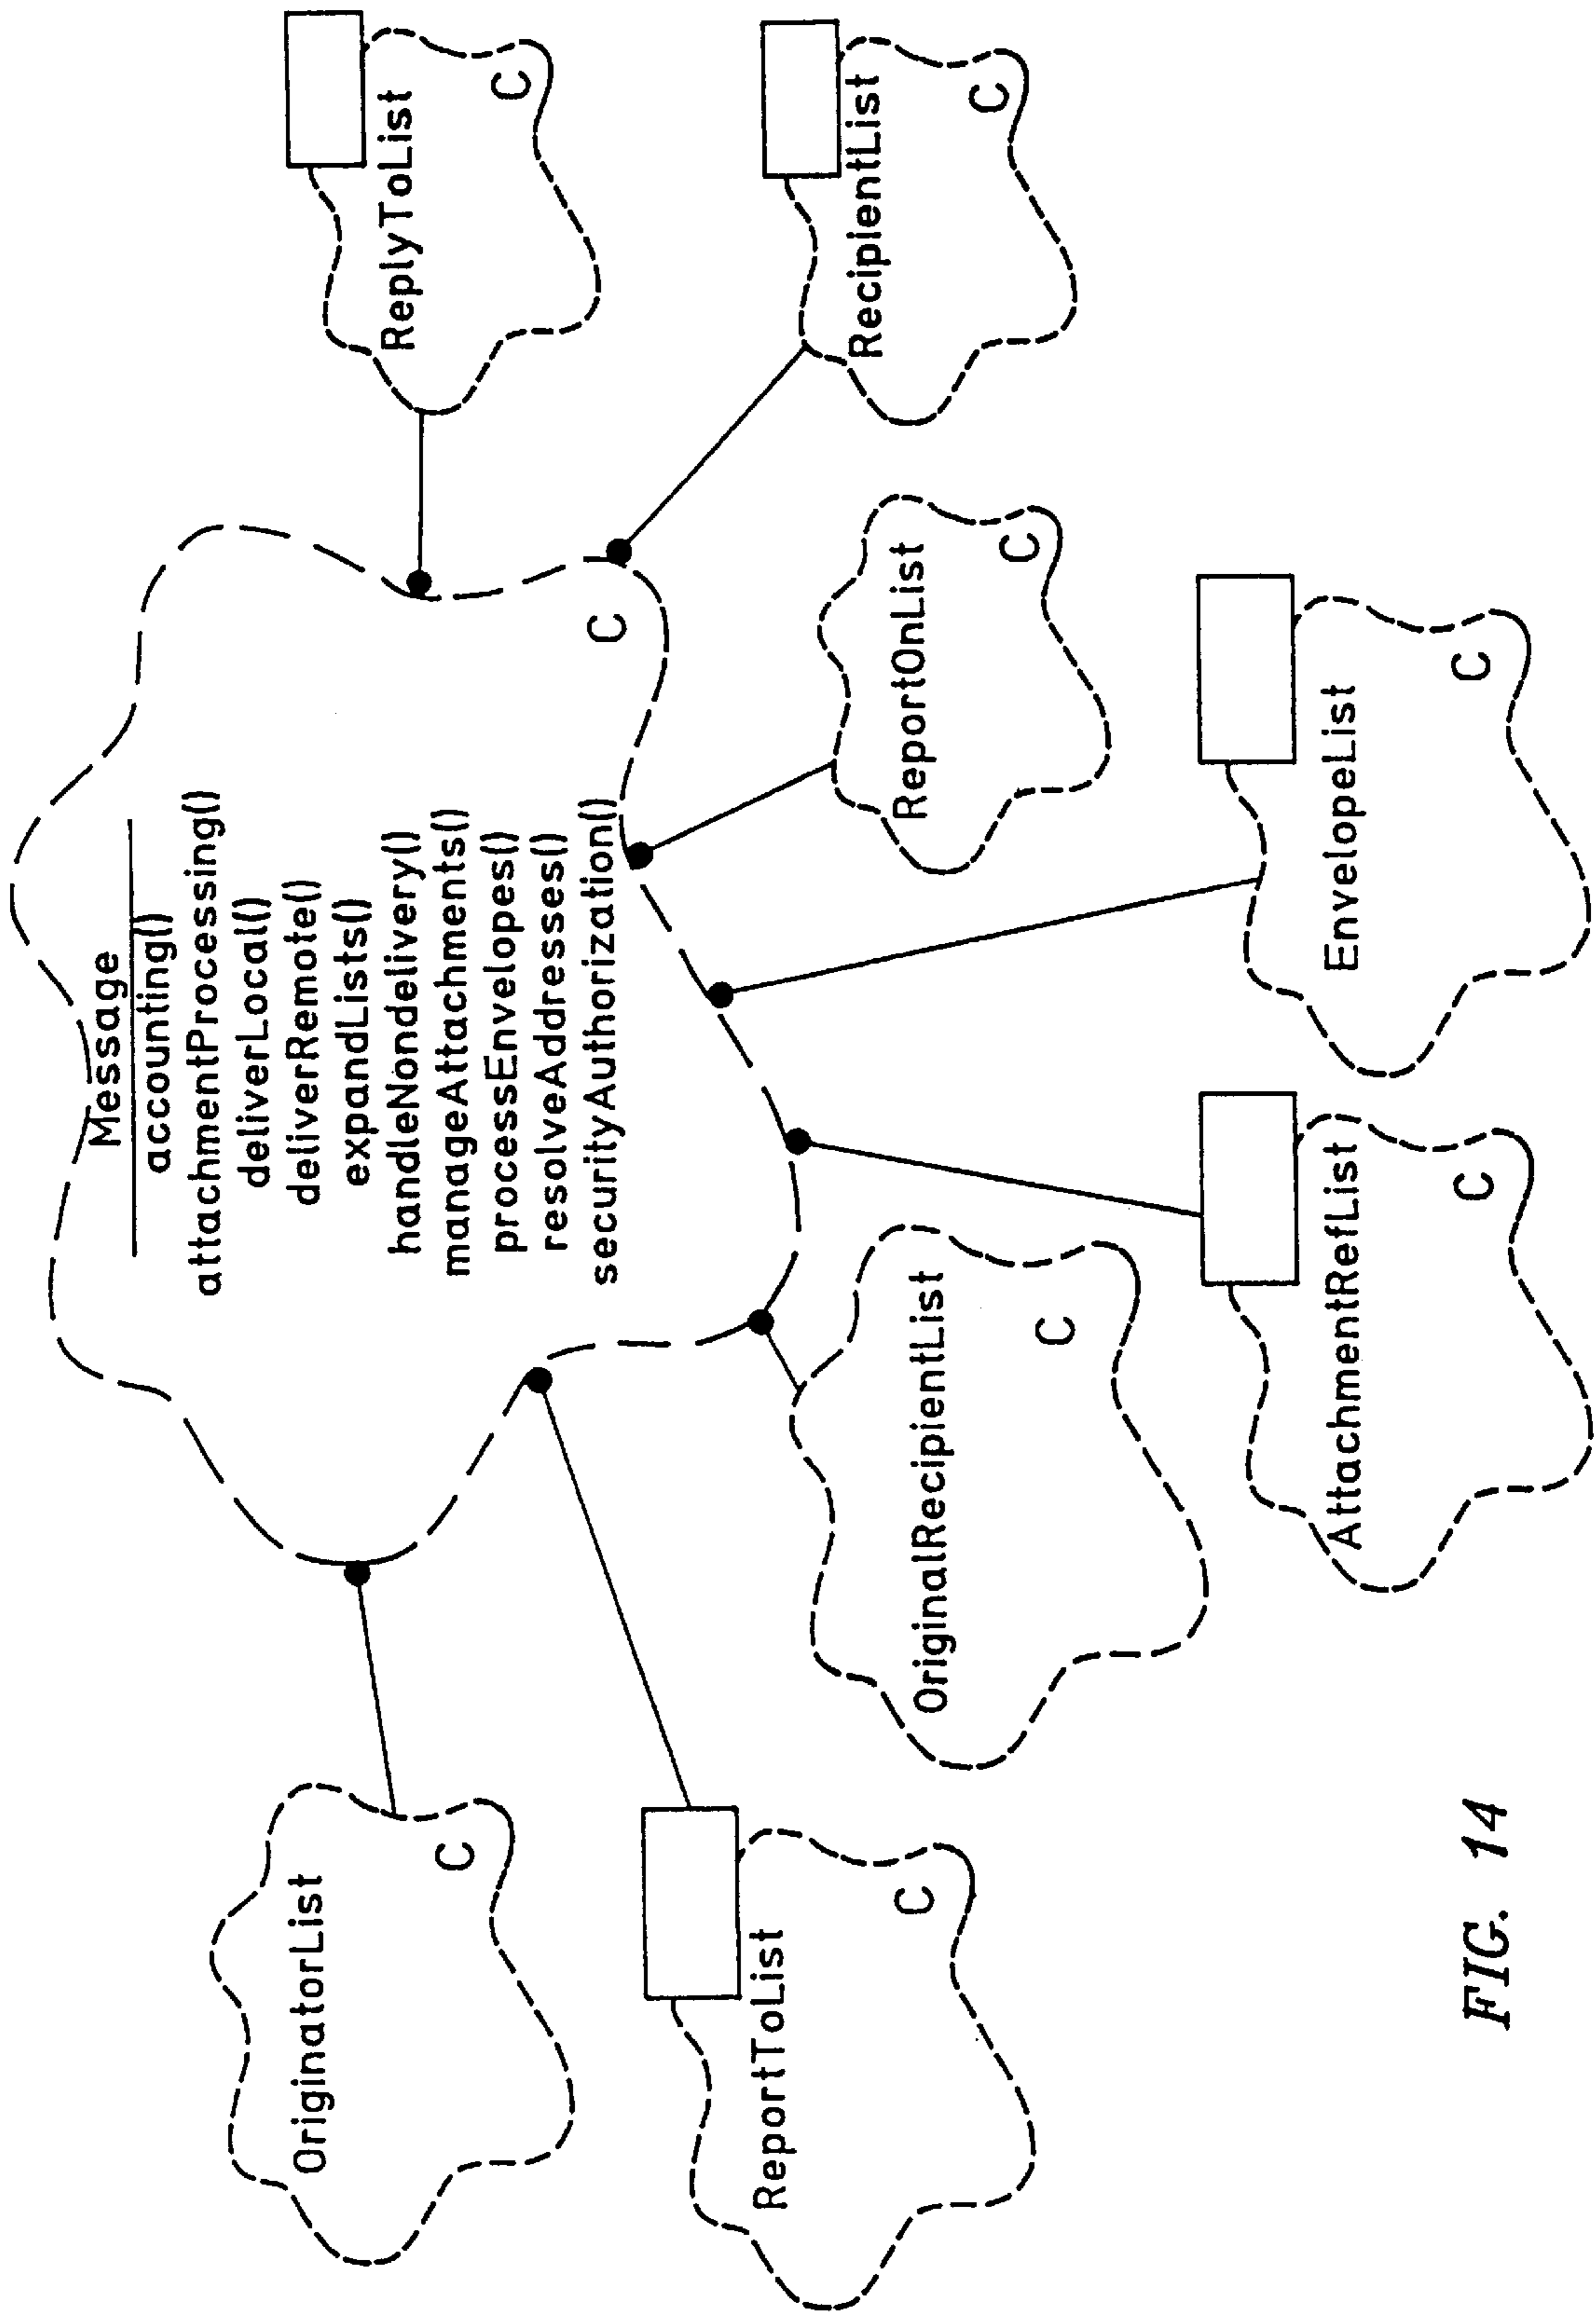 Message
accounting()
attachmentProcessing()
deliverLocal()
deliverRemote()
expandLists()
handleNondelivery()
manageAttachments()
processEnvelopes()
resolveAddresses()
securityAuthorization()
C
OriginatorList
C
ReplyToList
C
ReportToList
C
RecipientList
C
OriginalRecipientList
C
ReportOnList
C
AttachmentRefList
C
EnvelopeList
C
FIG. 14